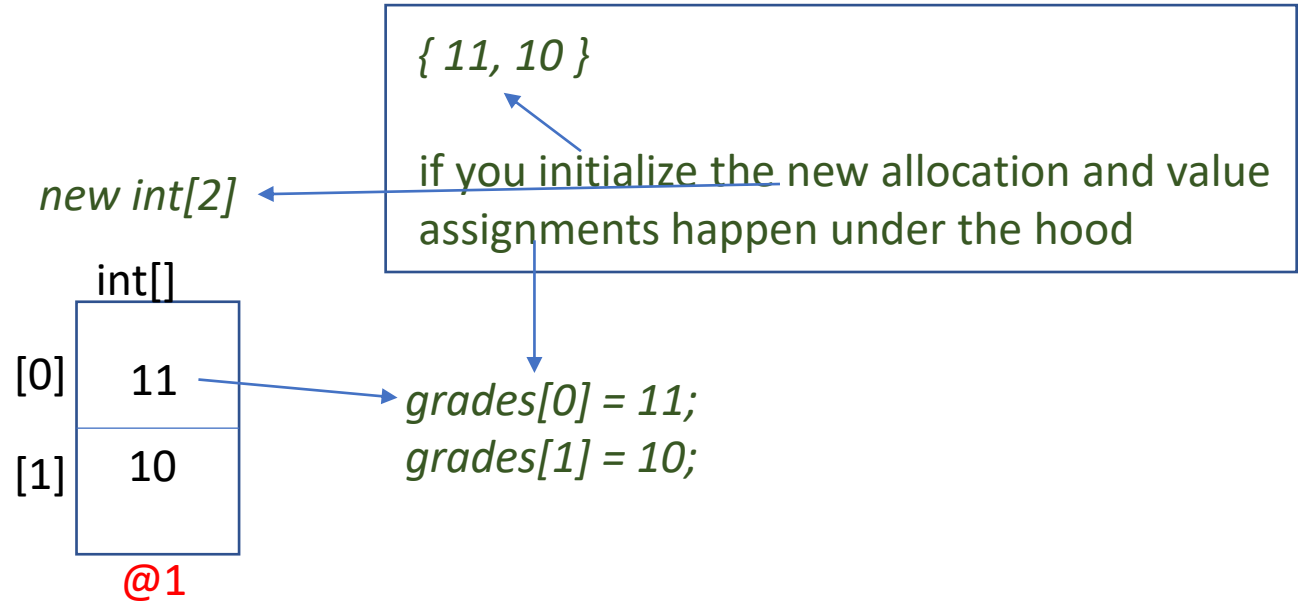 { 11, 10 }
if you initialize the new allocation and value
assignments happen under the hood
new int[2]
int[]
[0] 11
[1] 10
@1
grades[0] = 11;
grades[1] = 10;